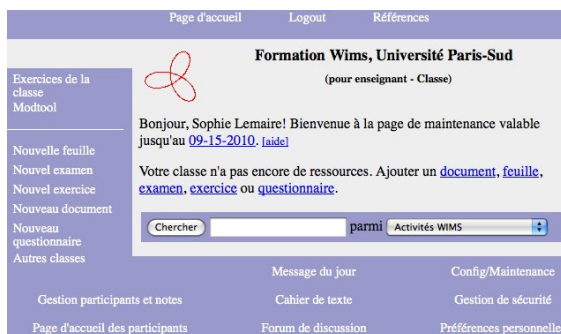 Page d'accueil Logout Références
Formation Wims, Université Paris-Sud
(pour enseignant - Classe)
Exercices de la
classe
Modtool
Nouvelle feuille
Nouvel examen
Nouvel exercice
Nouveau document
Nouveau
questionnaire
Autres classes
Bonjour, Sophie Lemaire! Bienvenue à la page de maintenance valable
jusqu'au 09-15-2010. [aide]
Votre classe n'a pas encore de ressources. Ajouter un document, feuille,
examen, exercice ou questionnaire.
Chercher parmi Activités WIMS
Message du jour Config/Maintenance
Gestion participants et notes Cahier de texte Gestion de sécurité
Page d'accueil des participants Forum de discussion Préférences personnelle